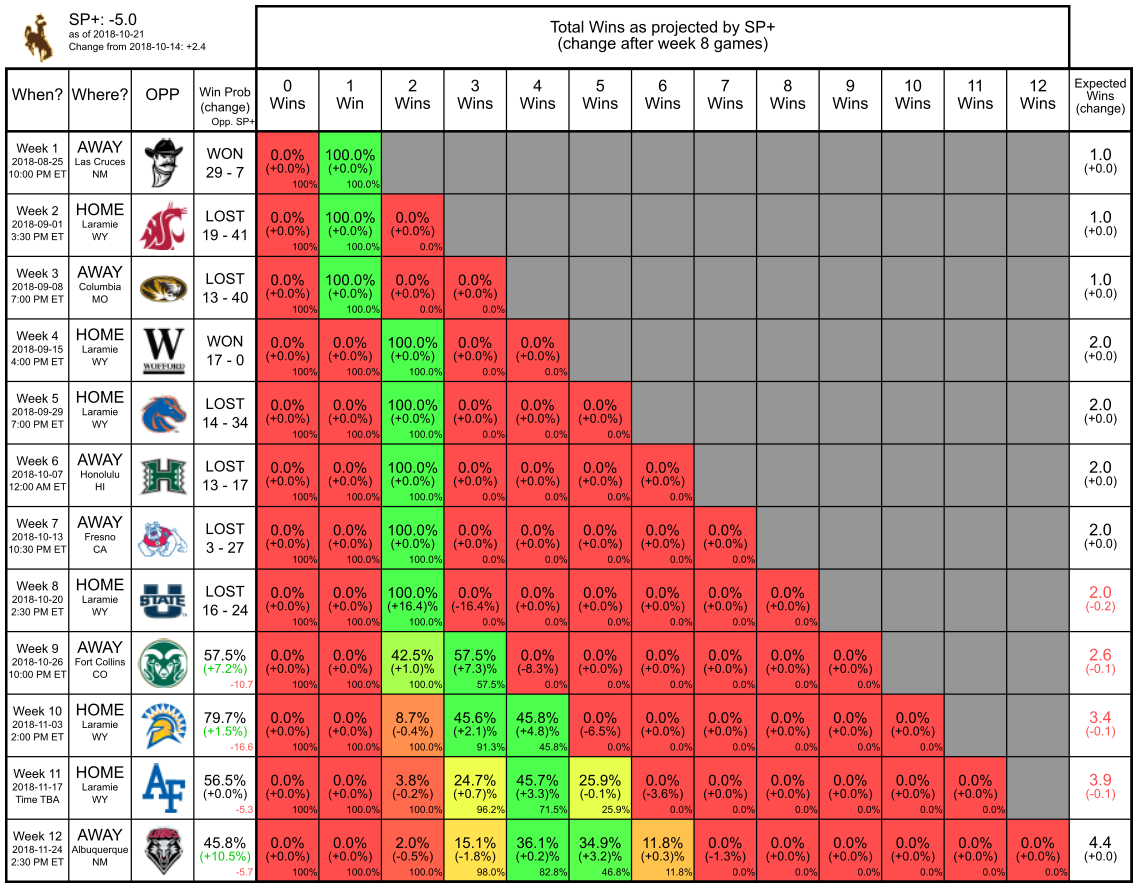 SP+: -5.0
as of 2018-10-21
Change from 2018-10-14: +2.4
Total Wins as projected by SP+
(change after week 8 games)
When? Where? OPP Win Prob (change) Opp. SP+ 0 Wins 1 Win 2 Wins 3 Wins 4 Wins 5 Wins 6 Wins 7 Wins 8 Wins 9 Wins 10 Wins 11 Wins 12 Wins Expected Wins (change)
Week 1 AWAY WON 0.0% 100.0% 1.0
2018-08-25 Las Cruces (+0.0%) (+0.0%) (+0.0)
10:00 PM ET NM 29 - 7 100% 100.0%
Week 2 HOME LOST 0.0% 100.0% 0.0% 1.0
2018-09-01 Laramie (+0.0%) (+0.0%) (+0.0%) (+0.0)
3:30 PM ET WY 19 - 41 100% 100.0% 0.0%
Week 3 AWAY LOST 0.0% 100.0% 0.0% 0.0% 1.0
2018-09-08 Columbia (+0.0%) (+0.0%) (+0.0%) (+0.0%) (+0.0)
7:00 PM ET MO 13 - 40 100% 100.0% 0.0% 0.0%
Week 4 HOME W WON 0.0% 0.0% 100.0% 0.0% 0.0% 2.0
2018-09-15 Laramie (+0.0%) (+0.0%) (+0.0%) (+0.0%) (+0.0%) (+0.0)
4:00 PM ET WY WOFFORD 17 - 0 100% 100.0% 100.0% 0.0% 0.0%
Week 5 HOME LOST 0.0% 0.0% 100.0% 0.0% 0.0% 0.0% 2.0
2018-09-29 Laramie (+0.0%) (+0.0%) (+0.0%) (+0.0%) (+0.0%) (+0.0%) (+0.0)
7:00 PM ET WY 14 - 34 100% 100.0% 100.0% 0.0% 0.0% 0.0%
Week 6 AWAY H LOST 0.0% 0.0% 100.0% 0.0% 0.0% 0.0% 0.0% 2.0
2018-10-07 Honolulu (+0.0%) (+0.0%) (+0.0%) (+0.0%) (+0.0%) (+0.0%) (+0.0%) (+0.0)
12:00 AM ET HI 13 - 17 100% 100.0% 100.0% 0.0% 0.0% 0.0% 0.0%
Week 7 AWAY LOST 0.0% 0.0% 100.0% 0.0% 0.0% 0.0% 0.0% 0.0% 2.0
2018-10-13 Fresno (+0.0%) (+0.0%) (+0.0%) (+0.0%) (+0.0%) (+0.0%) (+0.0%) (+0.0%) (+0.0)
10:30 PM ET CA 3 - 27 100% 100.0% 100.0% 0.0% 0.0% 0.0% 0.0% 0.0%
Week 8 HOME U LOST 0.0% 0.0% 100.0% 0.0% 0.0% 0.0% 0.0% 0.0% 0.0% 2.0
2018-10-20 Laramie STATE (+0.0%) (+0.0%) (+16.4)% (-16.4%) (+0.0%) (+0.0%) (+0.0%) (+0.0%) (+0.0%) (-0.2)
2:30 PM ET WY 16 - 24 100% 100.0% 100.0% 0.0% 0.0% 0.0% 0.0% 0.0% 0.0%
Week 9 AWAY 57.5% 0.0% 0.0% 42.5% 57.5% 0.0% 0.0% 0.0% 0.0% 0.0% 0.0% 2.6
2018-10-26 Fort Collins (+7.2%) (+0.0%) (+0.0%) (+1.0)% (+7.3)% (-8.3%) (+0.0%) (+0.0%) (+0.0%) (+0.0%) (+0.0%) (-0.1)
10:00 PM ET CO -10.7 100% 100.0% 100.0% 57.5% 0.0% 0.0% 0.0% 0.0% 0.0% 0.0%
Week 10 HOME 79.7% 0.0% 0.0% 8.7% 45.6% 45.8% 0.0% 0.0% 0.0% 0.0% 0.0% 0.0% 3.4
2018-11-03 Laramie (+1.5%) (+0.0%) (+0.0%) (-0.4%) (+2.1)% (+4.8)% (-6.5%) (+0.0%) (+0.0%) (+0.0%) (+0.0%) (+0.0%) (-0.1)
2:00 PM ET WY -16.6 100% 100.0% 100.0% 91.3% 45.8% 0.0% 0.0% 0.0% 0.0% 0.0% 0.0%
Week 11 HOME AF 56.5% 0.0% 0.0% 3.8% 24.7% 45.7% 25.9% 0.0% 0.0% 0.0% 0.0% 0.0% 0.0% 3.9
2018-11-17 Laramie (+0.0%) (+0.0%) (+0.0%) (-0.2%) (+0.7)% (+3.3)% (-0.1%) (-3.6%) (+0.0%) (+0.0%) (+0.0%) (+0.0%) (+0.0%) (-0.1)
Time TBA WY -5.3 100% 100.0% 100.0% 96.2% 71.5% 25.9% 0.0% 0.0% 0.0% 0.0% 0.0% 0.0%
Week 12 AWAY 45.8% 0.0% 0.0% 2.0% 15.1% 36.1% 34.9% 11.8% 0.0% 0.0% 0.0% 0.0% 0.0% 0.0% 4.4
2018-11-24 Albuquerque (+10.5%) (+0.0%) (+0.0%) (-0.5%) (-1.8%) (+0.2)% (+3.2)% (+0.3)% (-1.3%) (+0.0%) (+0.0%) (+0.0%) (+0.0%) (+0.0%) (+0.0)
2:30 PM ET NM -5.7 100% 100.0% 100.0% 98.0% 82.8% 46.8% 11.8% 0.0% 0.0% 0.0% 0.0% 0.0% 0.0%